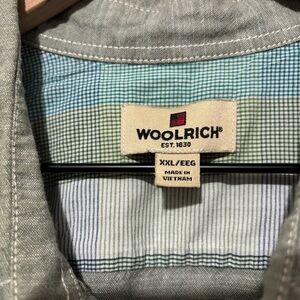 WOOLRICH®
EST. 1830
XXL/EEG
MADE IN
VIETNAM